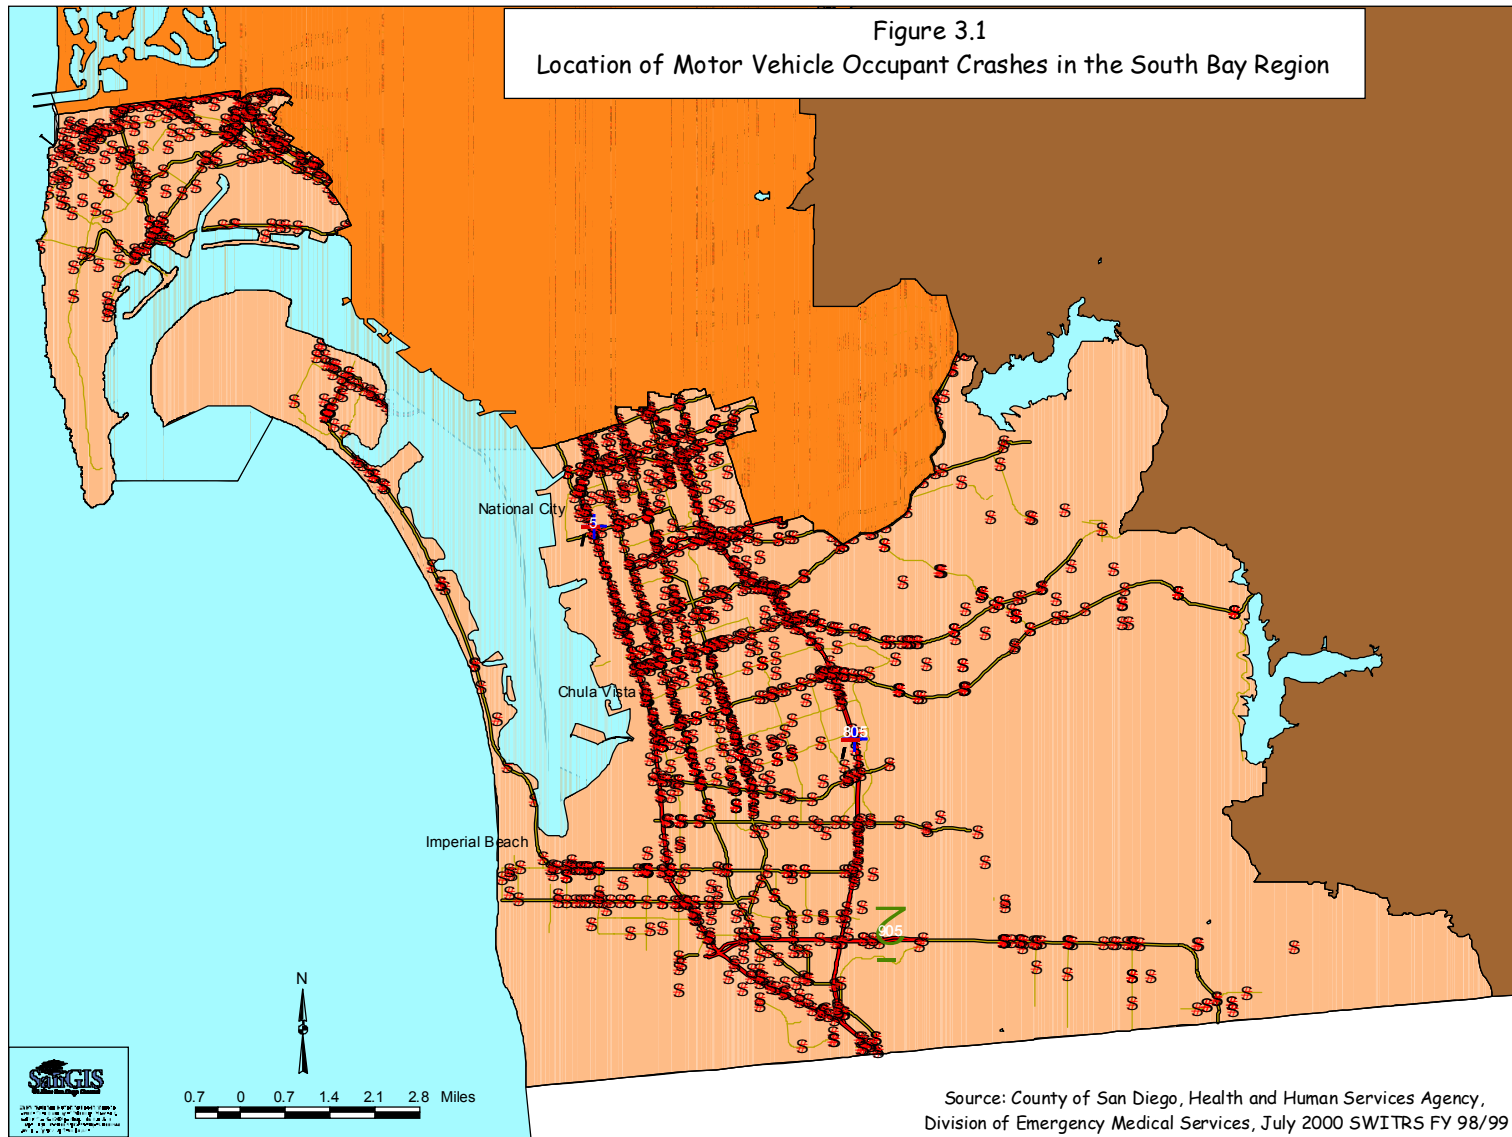 Figure 3.1
Location of Motor Vehicle Occupant Crashes in the South Bay Region
National City
5
Chula Vista
805
Imperial Beach
905
N
0.7 0 0.7 1.4 2.1 2.8 Miles
SanGIS
Source: County of San Diego, Health and Human Services Agency,
Division of Emergency Medical Services, July 2000 SWITRS FY 98/99